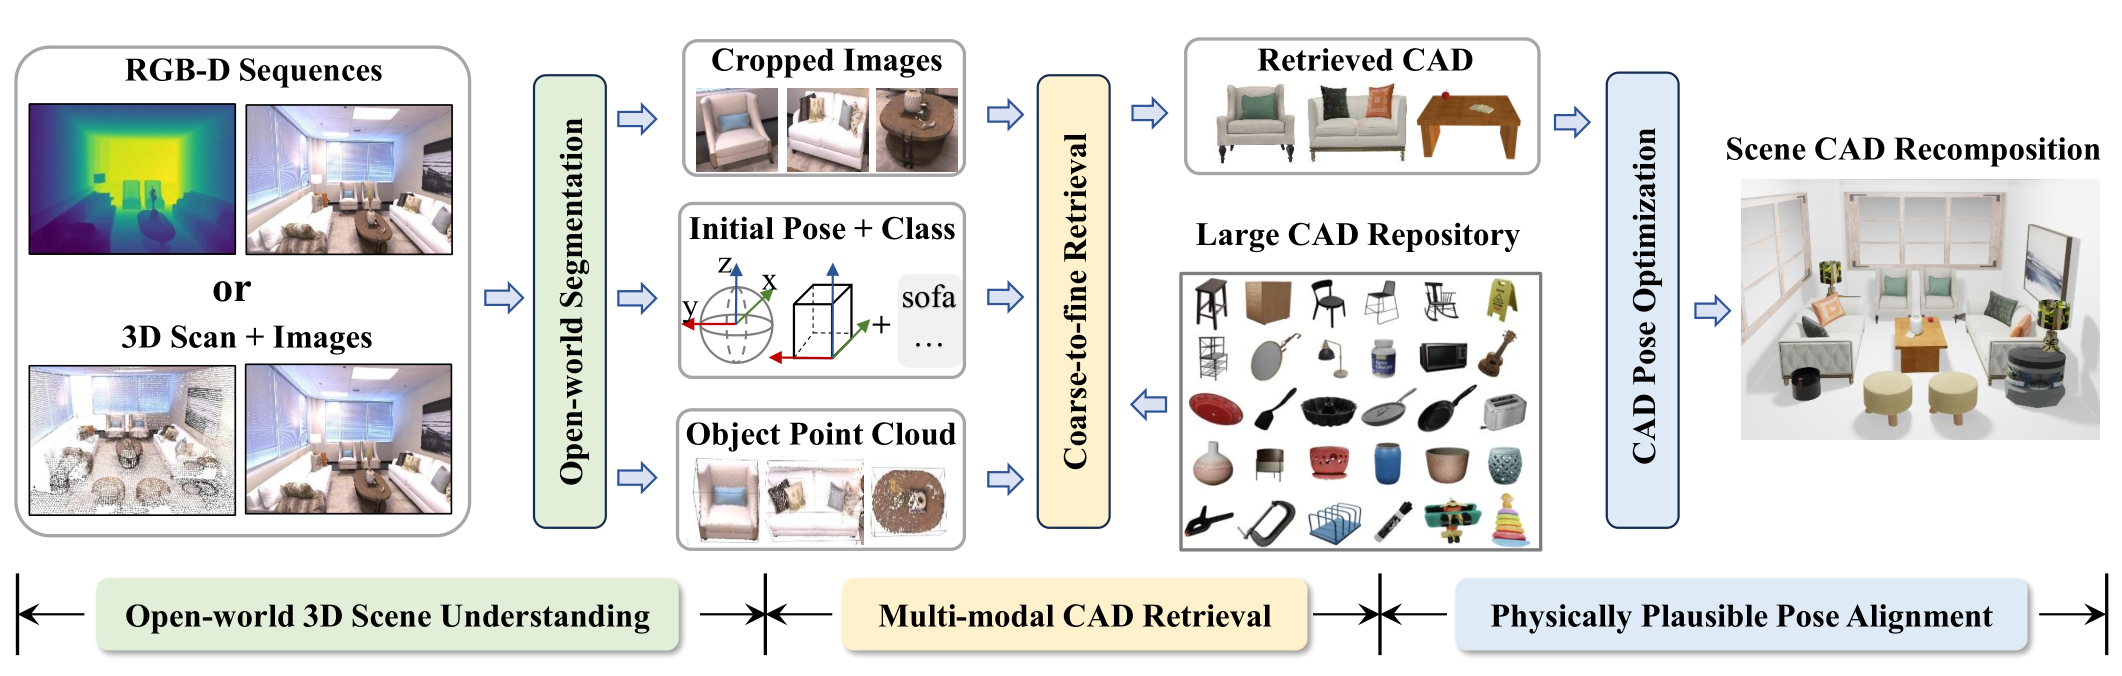 RGB-D Sequences
or
3D Scan + Images
Open-world Segmentation
Cropped Images
Initial Pose + Class
z
x
y
+
sofa
...
Object Point Cloud
Coarse-to-fine Retrieval
Retrieved CAD
Large CAD Repository
CAD Pose Optimization
Scene CAD Recomposition
Open-world 3D Scene Understanding
Multi-modal CAD Retrieval
Physically Plausible Pose Alignment